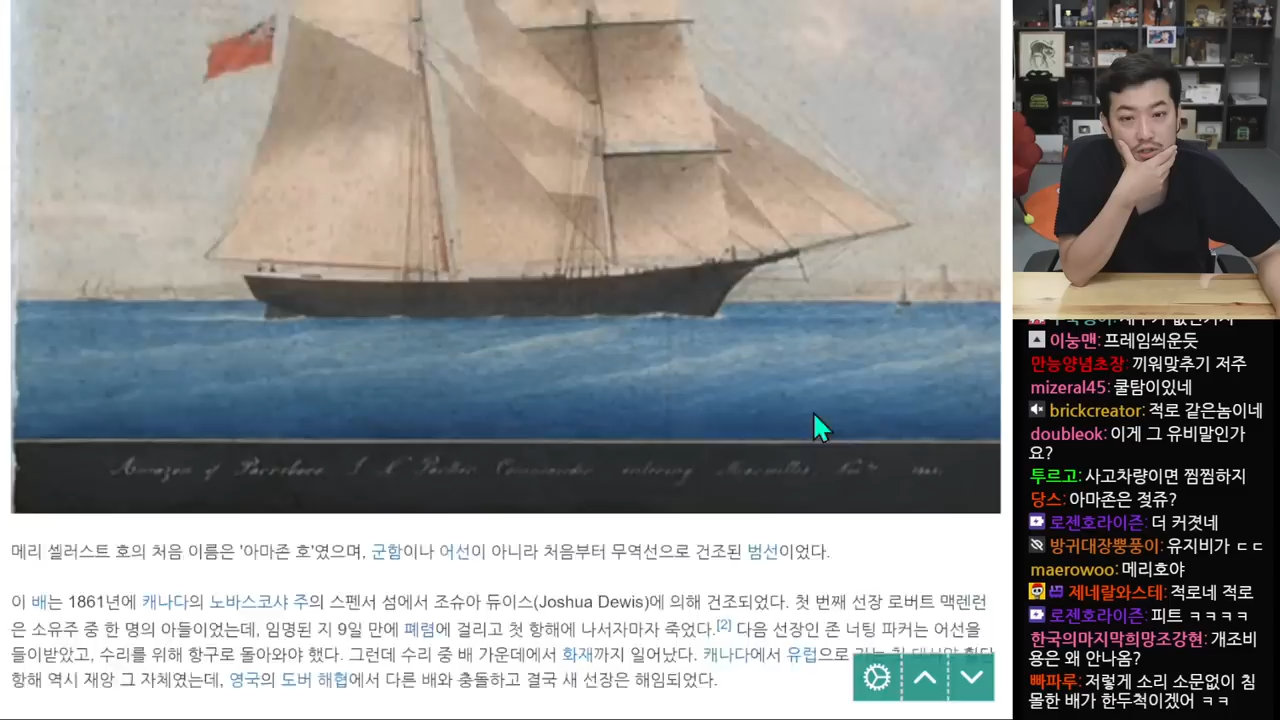 Amazon of Parrsboro J. N. Parker Commander entering Marseilles Nov
메리 셀러스트 호의 처음 이름은 '아마존 호'였으며, 군함이나 어선이 아니라 처음부터 무역선으로 건조된 범선이었다.
이 배는 1861년에 캐나다의 노바스코샤 주의 스펜서 섬에서 조슈아 듀이스(Joshua Dewis)에 의해 건조되었다. 첫 번째 선장 로버트 맥렌런
은 소유주 중 한 명의 아들이었는데, 임명된 지 9일 만에 폐렴에 걸리고 첫 항해에 나서자마자 죽었다.[2] 다음 선장인 존 너팅 파커는 어선을
들이받았고, 수리를 위해 항구로 돌아와야 했다. 그런데 수리 중 배 가운데에서 화재까지 일어났다. 캐나다에서 유럽으로
항해 역시 재앙 그 자체였는데, 영국의 도버 해협에서 다른 배와 충돌하고 결국 새 선장은 해임되었다.
이눙맨: 프레임씌운듯
만능양념초장: 끼워맞추기 저주
mizeral45: 쿨탐이있네
brickcreator: 적로 같은놈이네
doubleok: 이게 그 유비말인가
요?
투르고: 사고차량이면 찜찜하지
당스: 아마존은 젖쥬?
로젠호라이즌: 더 커졋네
방귀대장뿡풍이: 유지비가 ㄷㄷ
maerowoo: 메리호야
제네랄와스테: 적로네 적로
로젠호라이즌: 피트 ㅋㅋㅋㅋ
한국의마지막희망조강현: 개조비
용은 왜 안나옴?
빠파루: 저렇게 소리 소문없이 침
몰한 배가 한두척이겠어 ㅋㅋ